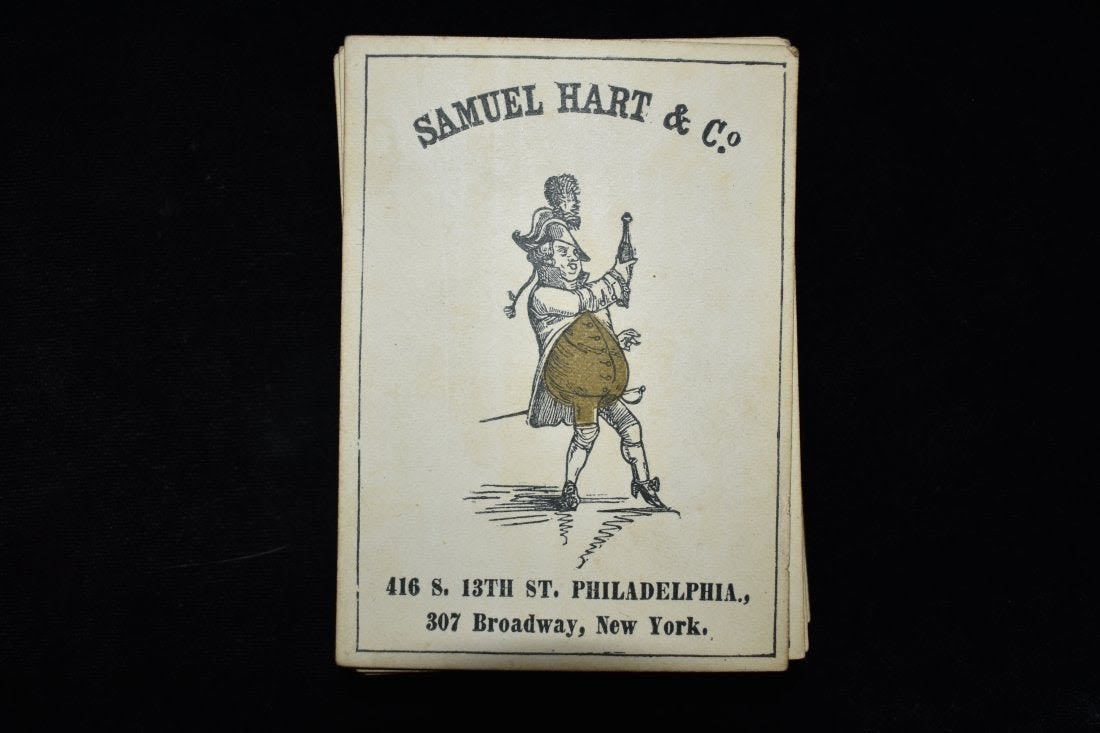 SAMUEL HART & Co.
416 S. 13TH ST. PHILADELPHIA.,
307 Broadway, New York.